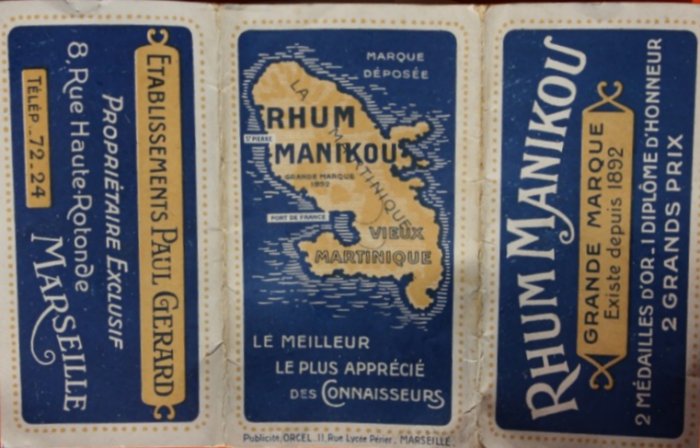 ETABLISSEMENTS PAUL GERARD
PROPRIÉTAIRE EXCLUSIF
8, Rue Haute-Rotonde
MARSEILLE
TÉLÉP.. 72-24
MARQUE
DÉPOSÉE
LA MARTINIQUE
RHUM
ST PIERRE
MANIKOU
GRANDE MARQUE
1892
FORT DE FRANCE
VIEUX
MARTINIQUE
LE MEILLEUR
LE PLUS APPRÉCIÉ
DES CONNAISSEURS
Publicité, ORCEL. 11, Rue Lycée Périer, MARSEILLE
RHUM MANIKOU
GRANDE MARQUE
Existe depuis 1892
2 MÉDAILLES D'OR. 1 DIPLÔME D'HONNEUR
2 GRANDS PRIX